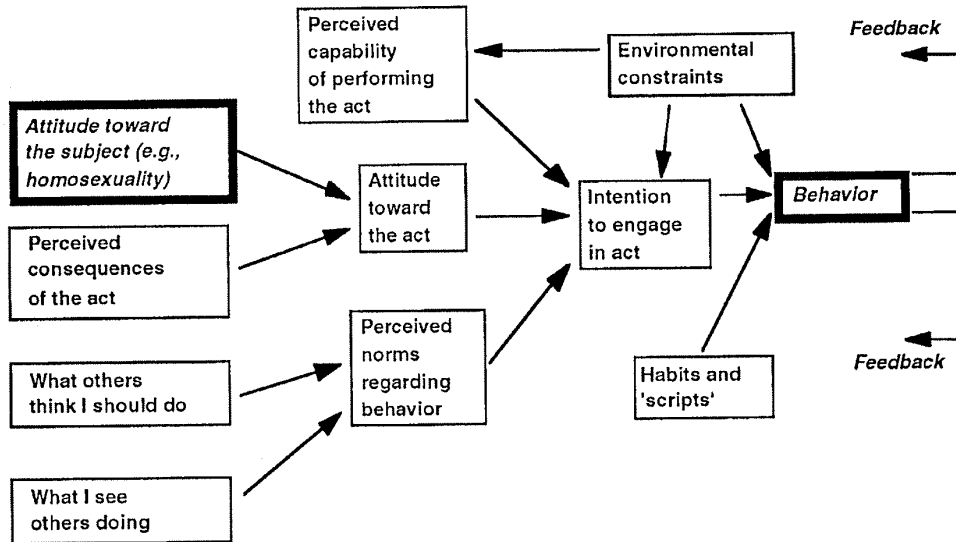 Perceived
capability
of performing
the act
Environmental
constraints
Feedback
Attitude toward
the subject (e.g.,
homosexuality)
Attitude
toward
the act
Intention
to engage
in act
Behavior
Perceived
consequences
of the act
Perceived
norms
regarding
behavior
What others
think I should do
Habits and
'scripts'
Feedback
What I see
others doing